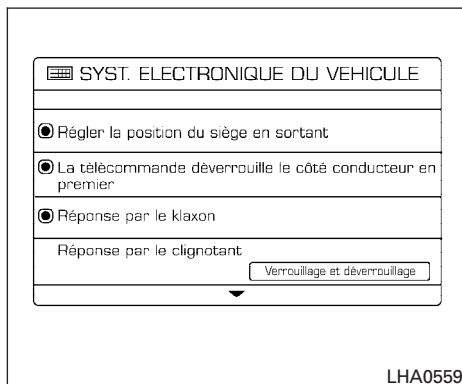 SYST. ELECTRONIQUE DU VEHICULE
Régler la position du siège en sortant
La télécommande déverrouille le côté conducteur en
premier
Réponse par le klaxon
Réponse par le clignotant
Verrouillage et déverrouillage
LHA0559